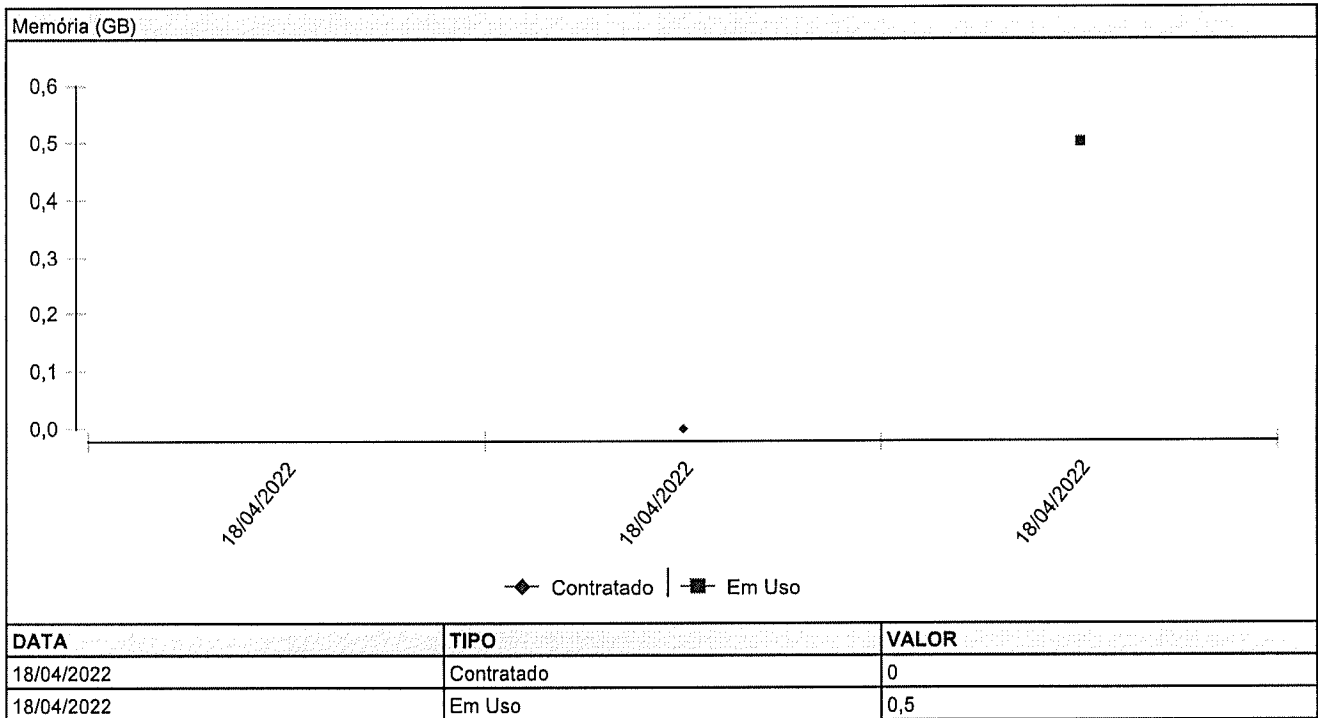 Memória (GB)
0,6
0,5
0,4
0,3
0,2
0,1
0,0
18/04/2022 18/04/2022 18/04/2022
Contratado Em Uso
DATA TIPO VALOR
18/04/2022 Contratado 0
18/04/2022 Em Uso 0,5